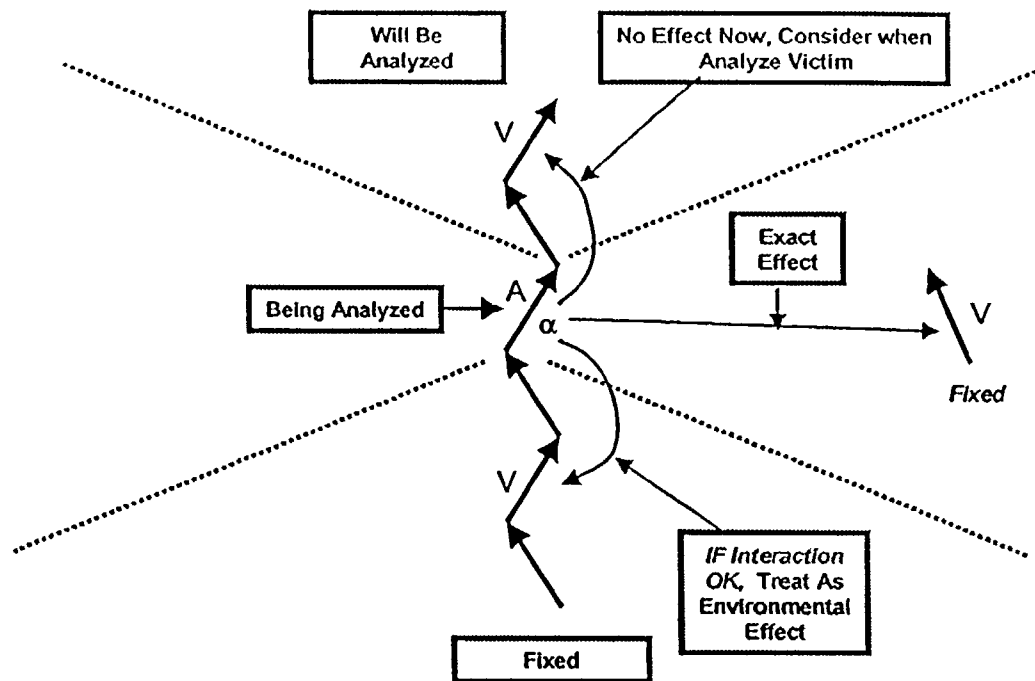 Will Be
Analyzed
No Effect Now, Consider when
Analyze Victim
V
Exact
Effect
A
Being Analyzed
α
V
Fixed
V
IF Interaction
OK, Treat As
Environmental
Effect
Fixed